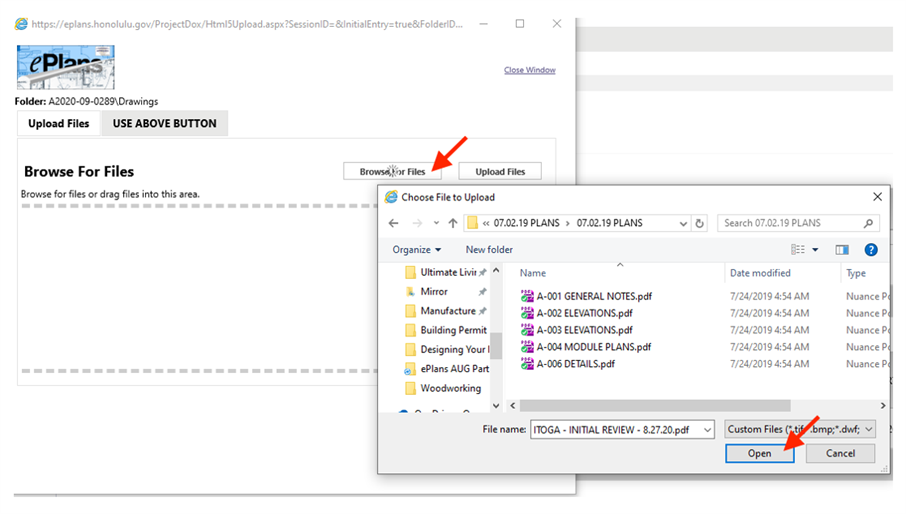 https://eplans.honolulu.gov/ProjectDox/Html5Upload.aspx?SessionID=&InitialEntry=true&FolderID...
ePlans
Close Window
Folder: A2020-09-0289\Drawings
Upload Files USE ABOVE BUTTON
Browse For Files
Browse For Files Upload Files
Browse for files or drag files into this area.
Choose File to Upload
« 07.02.19 PLANS > 07.02.19 PLANS
Search 07.02.19 PLANS
Organize New folder
Name Date modified Type
Ultimate Livir
Mirror
Manufacture
Building Permit
Designing Your
ePlans AUG Part
Woodworking
A-001 GENERAL NOTES.pdf 7/24/2019 4:54 AM Nuance
A-002 ELEVATIONS.pdf 7/24/2019 4:54 AM Nuance
A-003 ELEVATIONS.pdf 7/24/2019 4:54 AM Nuance
A-004 MODULE PLANS.pdf 7/24/2019 4:54 AM Nuance
A-006 DETAILS.pdf 7/24/2019 4:54 AM Nuance
File name: ITOGA - INITIAL REVIEW - 8.27.20.pdf Custom Files (*.tif .bmp;*.dwf;
Open Cancel